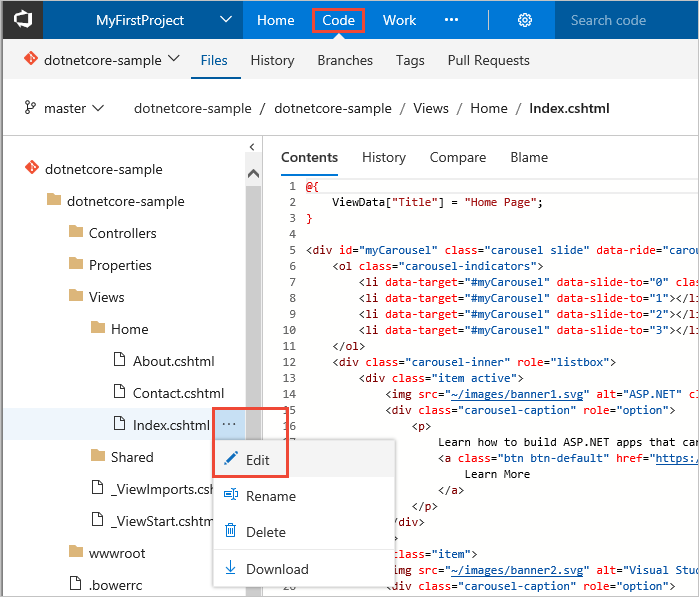 MyFirstProject Home Code Work ··· Search code
dotnetcore-sample Files History Branches Tags Pull Requests
master dotnetcore-sample / dotnetcore-sample / Views / Home / Index.cshtml
dotnetcore-sample
dotnetcore-sample
Controllers
Properties
Views
Home
About.cshtml
Contact.cshtml
Index.cshtml ···
Shared
_ViewImports.csh
_ViewStart.cshtm
wwwroot
.bowerrc
Edit
Rename
Delete
Download
Contents History Compare Blame
1 @{
2 ViewData["Title"] = "Home Page";
3 }
4
5 <div id="myCarousel" class="carousel slide" data-ride="carou
6 <ol class="carousel-indicators">
7 <li data-target="#myCarousel" data-slide-to="0" clas
8 <li data-target="#myCarousel" data-slide-to="1"></li
9 <li data-target="#myCarousel" data-slide-to="2"></li
10 <li data-target="#myCarousel" data-slide-to="3"></li
11 </ol>
12 <div class="carousel-inner" role="listbox">
13 <div class="item active">
14 <img src="~/images/banner1.svg" alt="ASP.NET" cl
15 <div class="carousel-caption" role="option">
16 <p>
Learn how to build ASP.NET apps that can
<a class="btn btn-default" href="https:/
Learn More
</a>
</p>
/div>
>
class="item">
img src="~/images/banner2.svg" alt="Visual Stud
<div class="carousel-caption" role="option">